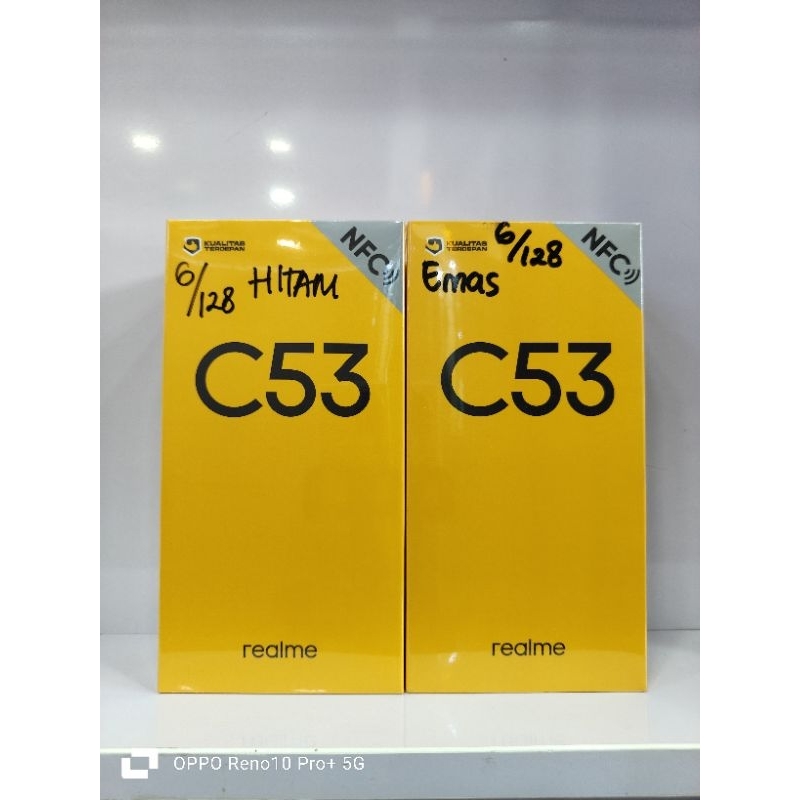 KUALITAS
TERDEPAN
NFC
6/128 HITAM
C53
realme
KUALITAS
TERDEPAN
6/128
NFC
Emas
C53
realme
OPPO Reno10 Pro+ 5G